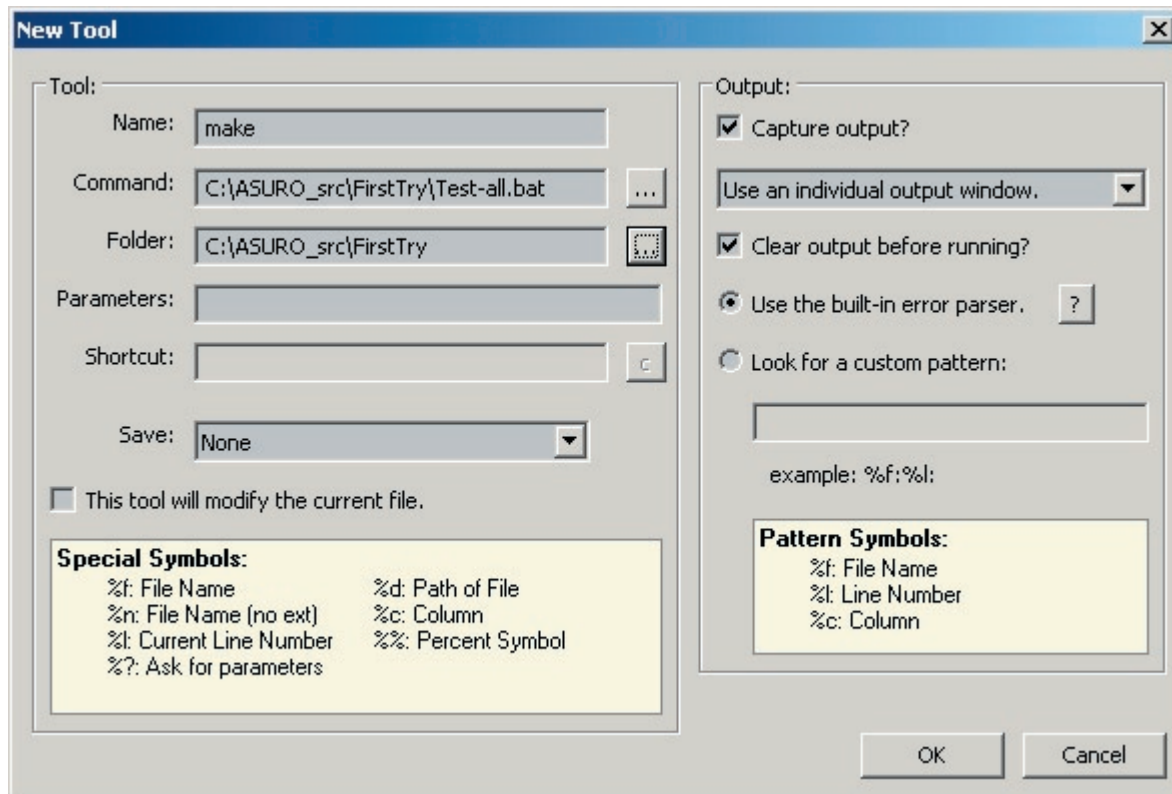 New Tool
Tool:
Name: make
Command: C:\ASURO_src\FirstTry\Test-all.bat ...
Folder: C:\ASURO_src\FirstTry ...
Parameters:
Shortcut: c
Save: None
This tool will modify the current file.
Special Symbols:
%f: File Name %d: Path of File
%n: File Name (no ext) %c: Column
%l: Current Line Number %%: Percent Symbol
%?: Ask for parameters
Output:
Capture output?
Use an individual output window.
Clear output before running?
Use the built-in error parser. ?
Look for a custom pattern:
example: %f:%l:
Pattern Symbols:
%f: File Name
%l: Line Number
%c: Column
OK Cancel